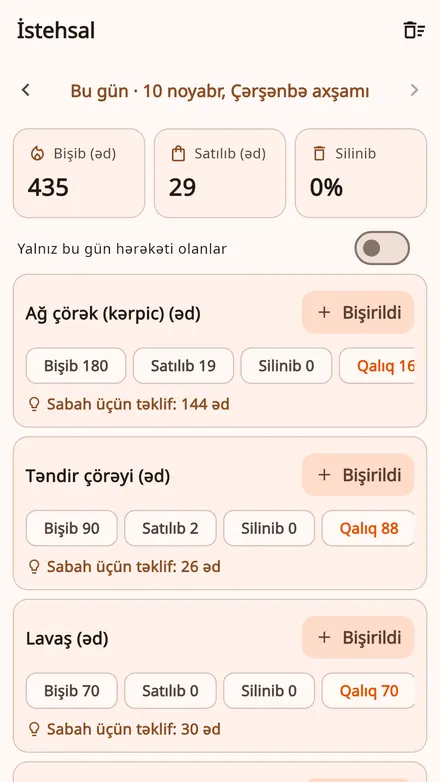 İstehsal
Bu gün · 10 noyabr, Çərşənbə axşamı
Bişib (əd)
435
Satılıb (əd)
29
Silinib
0%
Yalnız bu gün hərəkəti olanlar
Ağ çörək (kərpic) (əd)
+ Bişirildi
Bişib 180
Satılıb 19
Silinib 0
Qalıq 16
Sabah üçün təklif: 144 əd
Təndir çörəyi (əd)
+ Bişirildi
Bişib 90
Satılıb 2
Silinib 0
Qalıq 88
Sabah üçün təklif: 26 əd
Lavaş (əd)
+ Bişirildi
Bişib 70
Satılıb 0
Silinib 0
Qalıq 70
Sabah üçün təklif: 30 əd